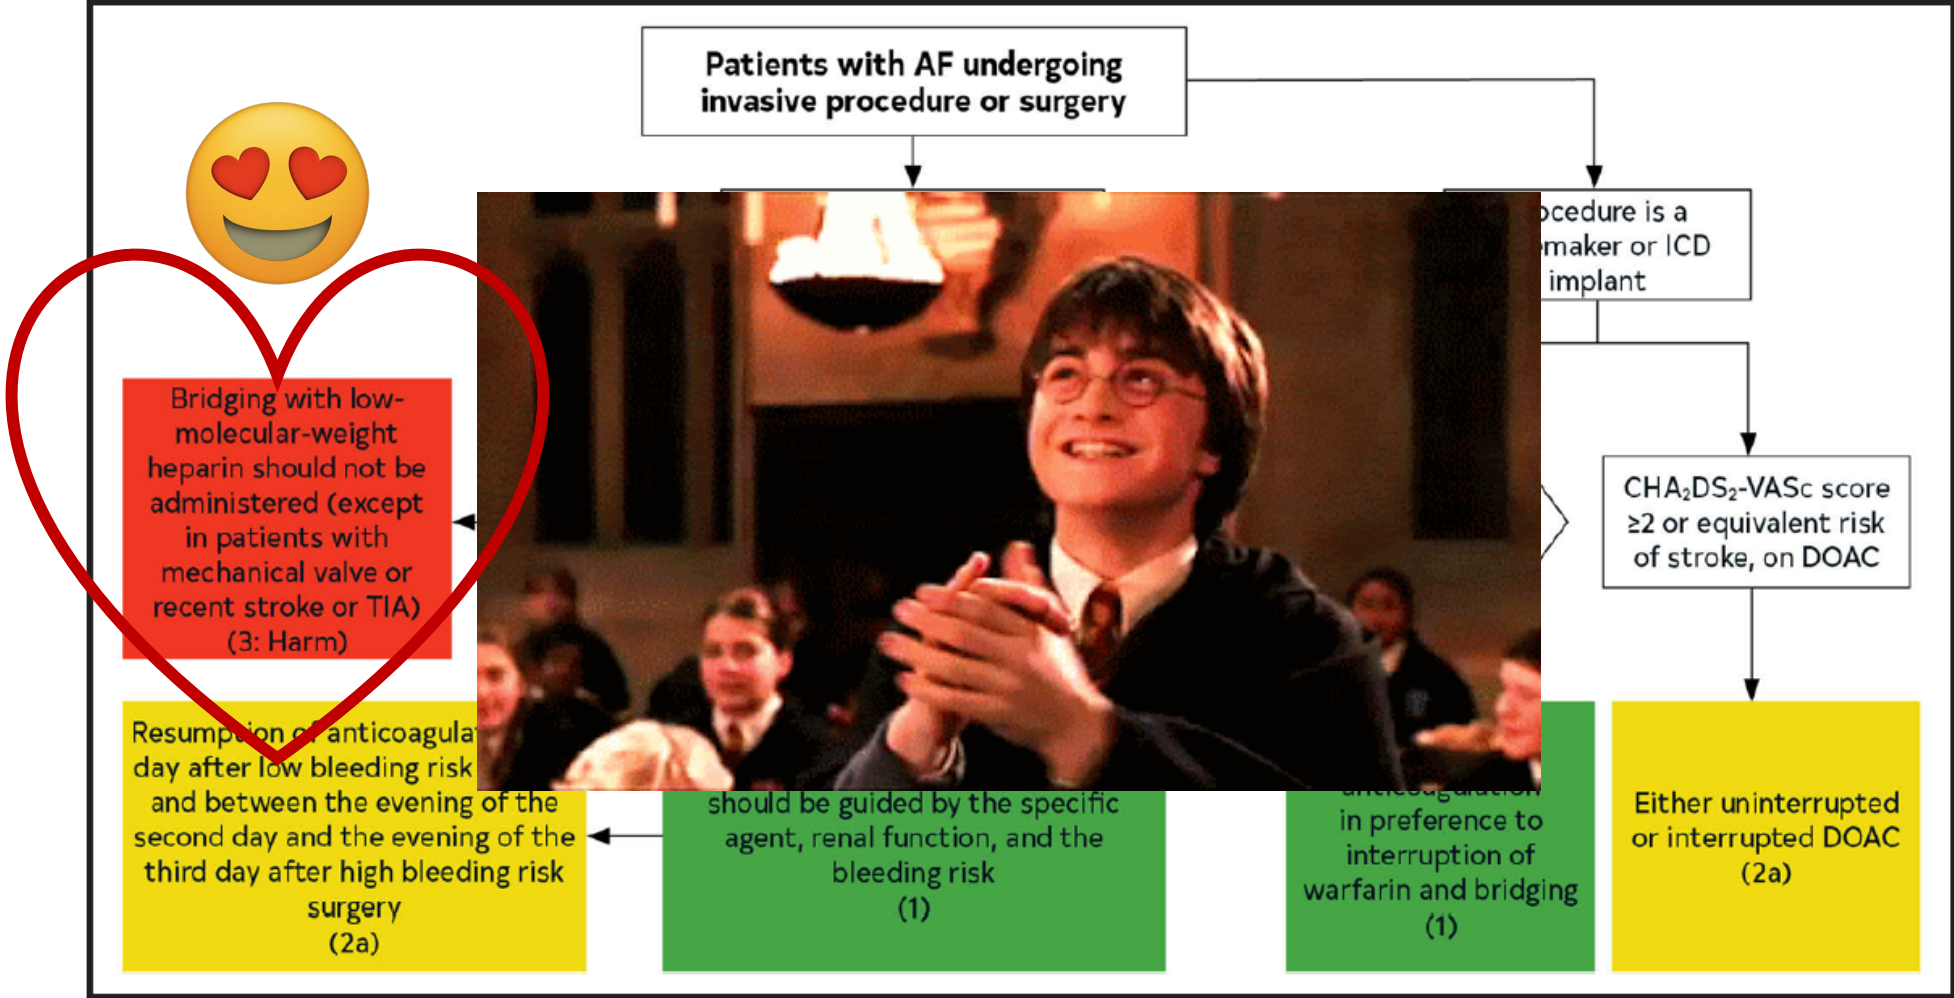 Patients with AF undergoing
invasive procedure or surgery
implant
maker or ICD
is a
Bridging with low-
molecular-weight
heparin should not be
administered (except
in patients with
mechanical valve or
recent stroke or TIA)
(3: Harm)
CHA₂DS₂-VASc score
≥2 or equivalent risk
of stroke, on DOAC
Resumption of
day after low bleeding risk
and between the evening of the
second day and the evening of the
third day after high bleeding risk
surgery
(2a)
should be guided by the specific
agent, renal function, and the
bleeding risk
(1)
in preference to
interruption of
warfarin and bridging
(1)
Either uninterrupted
or interrupted DOAC
(2a)